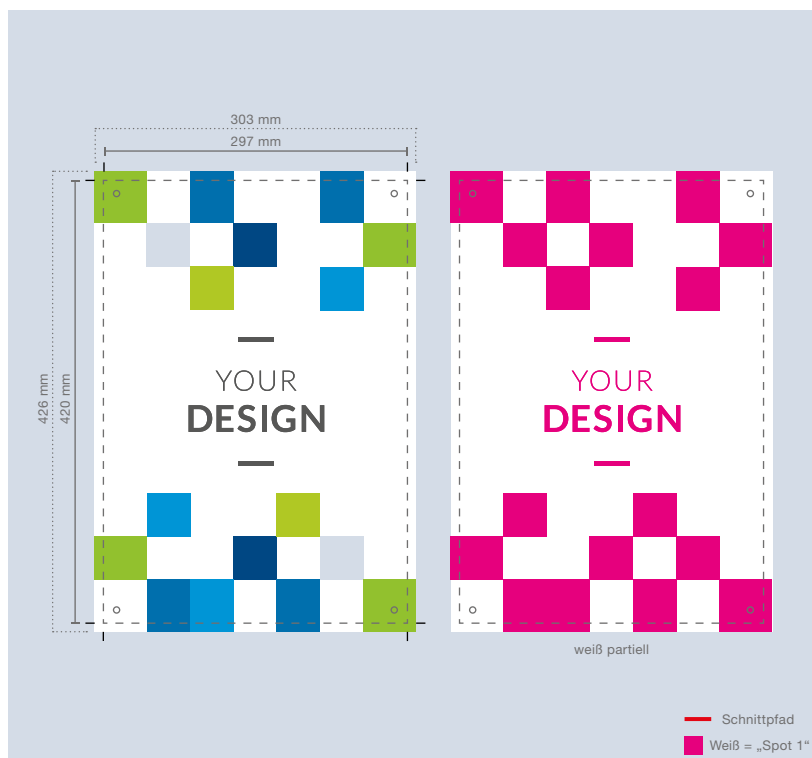 303 mm
297 mm
426 mm
420 mm
YOUR
DESIGN
YOUR
DESIGN
weiß partiell
Schnittpfad
Weiß = „Spot 1“